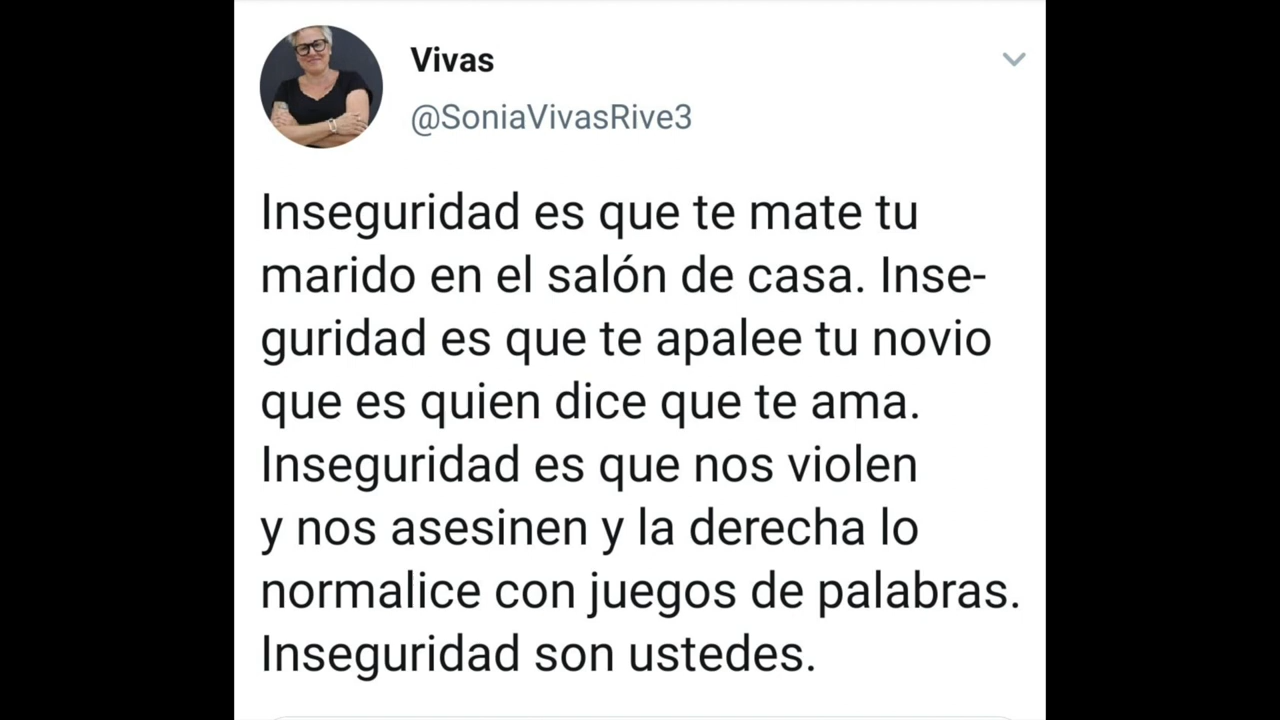 Vivas
@SoniaVivasRive3
Inseguridad es que te mate tu
marido en el salón de casa. Inse-
guridad es que te apalee tu novio
que es quien dice que te ama.
Inseguridad es que nos violen
y nos asesinen y la derecha lo
normalice con juegos de palabras.
Inseguridad son ustedes.